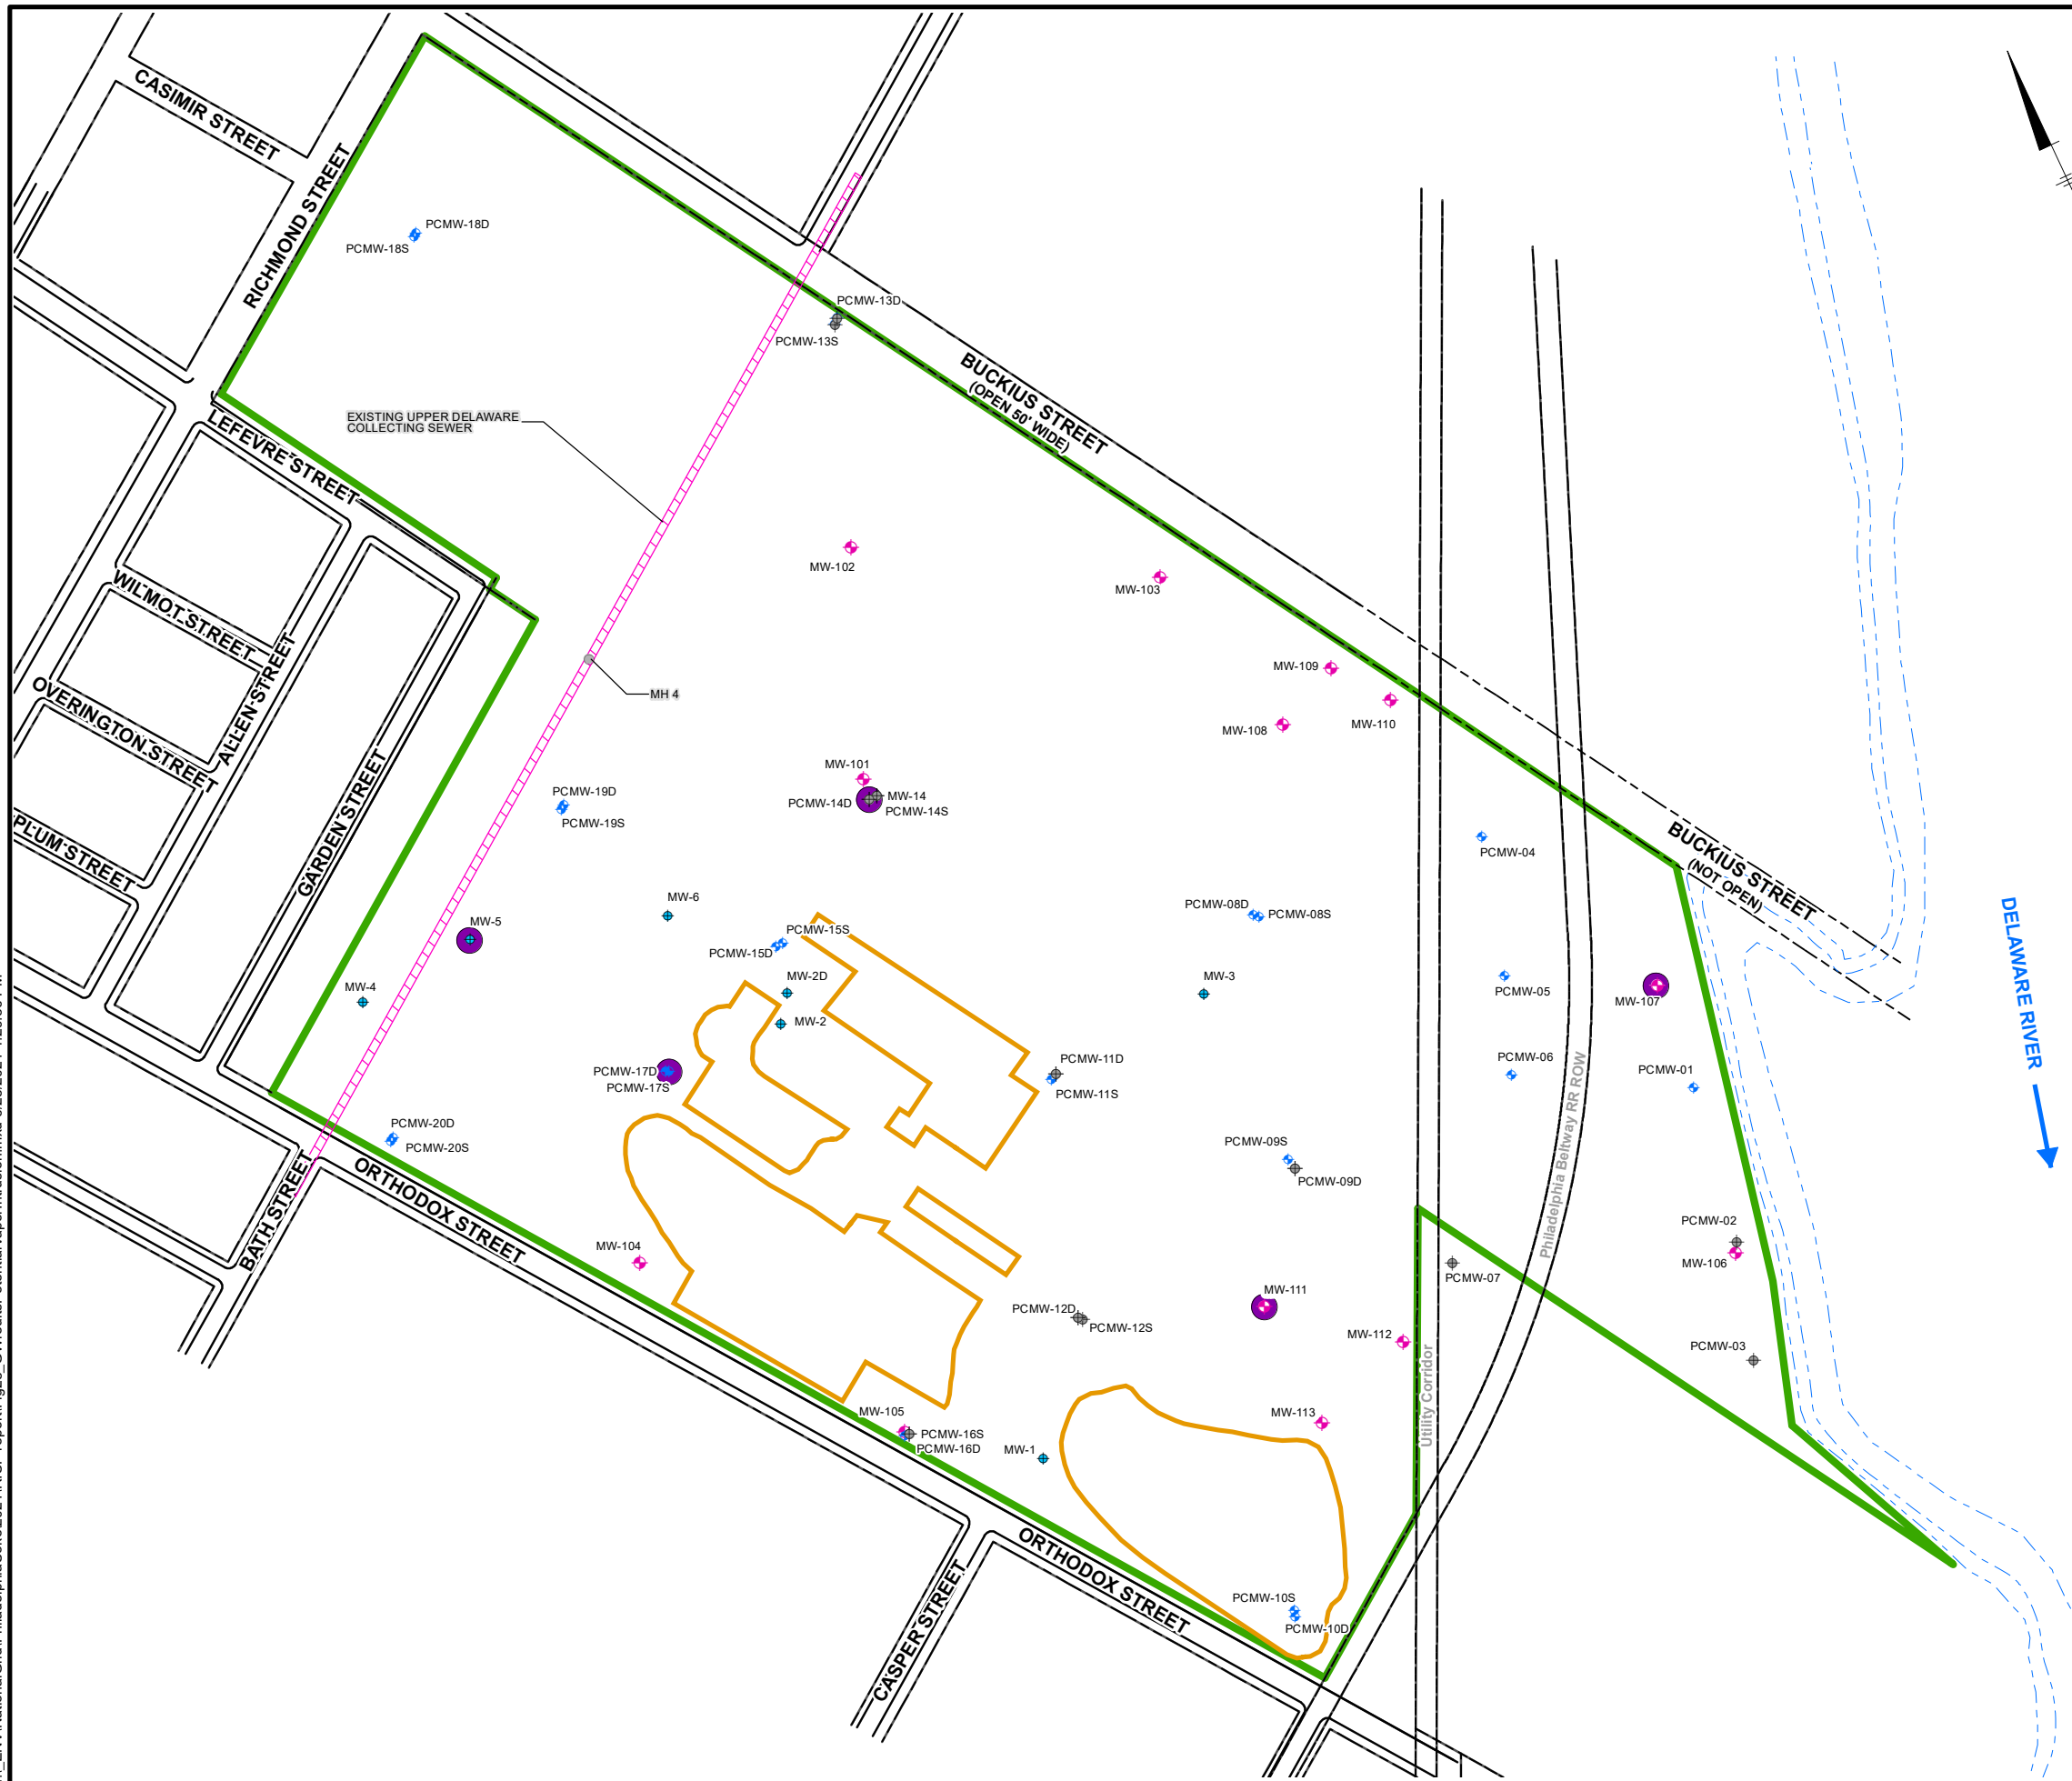 CASIMIR STREET
RICHMOND STREET
PCMW-18D
PCMW-18S
PCMW-13D
PCMW-13S
BUCKIUS STREET
(OPEN 50' WIDE)
EXISTING UPPER DELAWARE
COLLECTING SEWER
LEFEVRE STREET
MW-102
MW-103
WILMOT STREET
ALLEN STREET
OVERINGTON STREET
MH 4
MW-109
MW-110
MW-108
MW-101
PCMW-14D
MW-14
PCMW-14S
PCMW-19D
PCMW-19S
PLUM STREET
GARDEN STREET
PCMW-04
BUCKIUS STREET
(NOT OPEN)
MW-6
MW-5
PCMW-15S
PCMW-15D
PCMW-08D
PCMW-08S
DELAWARE RIVER
MW-4
MW-2D
MW-2
MW-3
PCMW-05
MW-107
PCMW-17D
PCMW-17S
PCMW-11D
PCMW-11S
PCMW-06
PCMW-01
PCMW-20D
PCMW-20S
PCMW-09S
PCMW-09D
Philadelphia Beltway RR ROW
BATH STREET
ORTHODOX STREET
MW-104
PCMW-02
MW-106
PCMW-07
MW-111
PCMW-12D
PCMW-12S
MW-112
PCMW-03
Utility Corridor
MW-105
PCMW-16S
PCMW-16D
MW-1
MW-113
ORTHODOX STREET
CASPER STREET
PCMW-10S
PCMW-10D